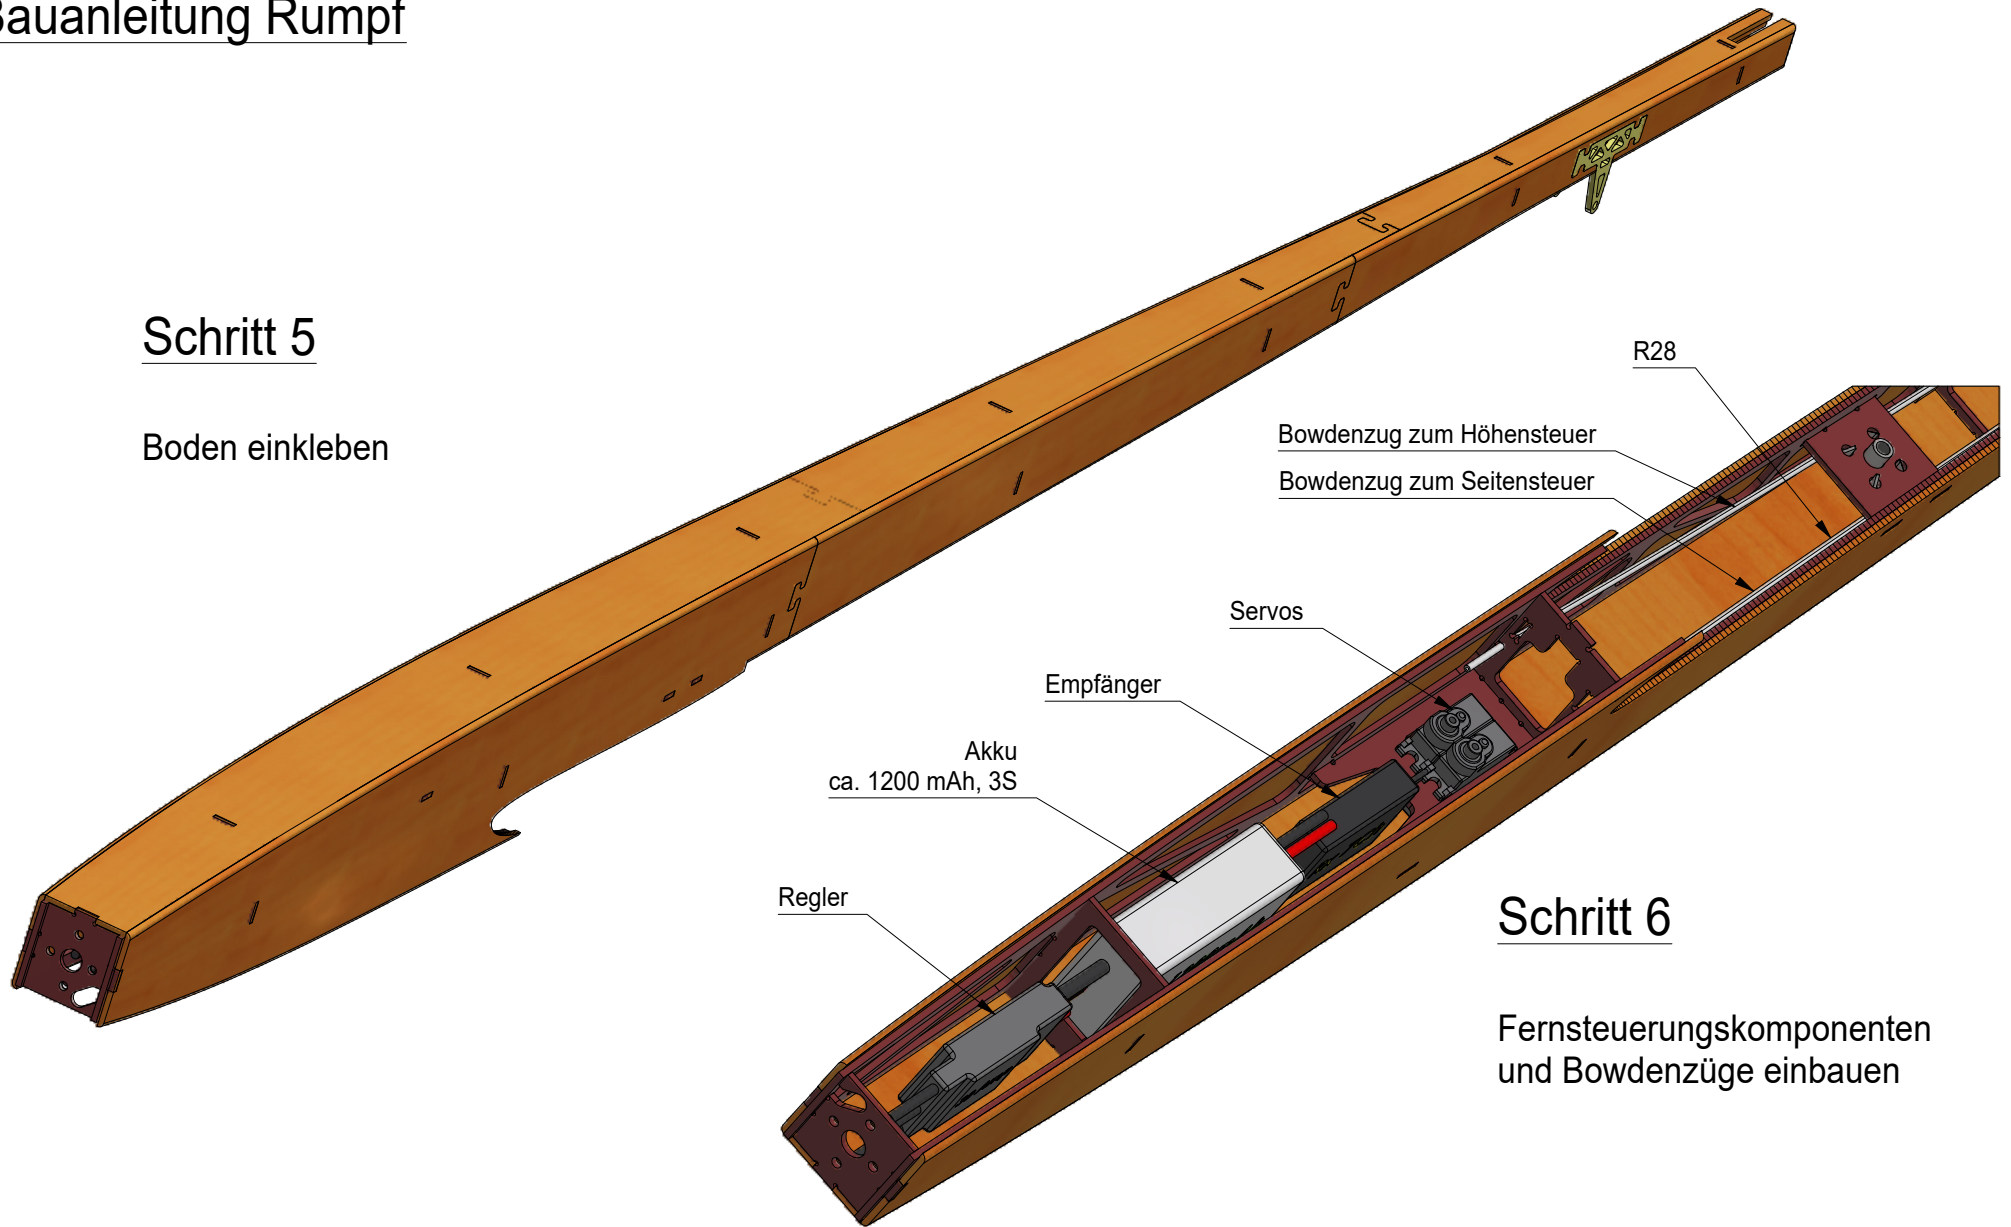 Bauanleitung Rumpf
Schritt 5
Boden einkleben
R28
Bowdenzug zum Höhensteuer
Bowdenzug zum Seitensteuer
Servos
Empfänger
Akku
ca. 1200 mAh, 3S
Regler
Schritt 6
Fernsteuerungskomponenten
und Bowdenzüge einbauen